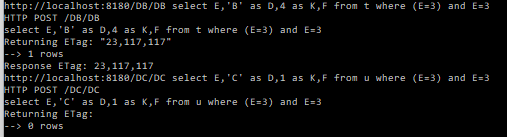 http://localhost:8180/DB/DB select E,'B' as D,4 as K,F from t where (E=3) and E=3
HTTP POST /DB/DB
select E,'B' as D,4 as K,F from t where (E=3) and E=3
Returning ETag: "23,117,117"
--> 1 rows
Response ETag: 23,117,117
http://localhost:8180/DC/DC select E,'C' as D,1 as K,F from u where (E=3) and E=3
HTTP POST /DC/DC
select E,'C' as D,1 as K,F from u where (E=3) and E=3
Returning ETag:
--> 0 rows